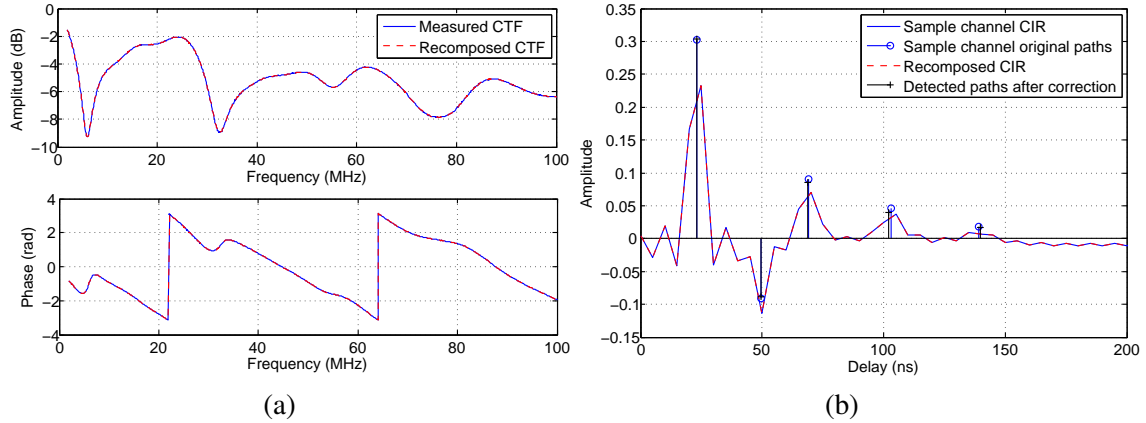 0
−2
−4
−6
−8
−10
Amplitude (dB)
Measured CTF
Recomposed CTF
0 20 40 60 80 100
Frequency (MHz)
4
2
0
−2
−4
Phase (rad)
0 20 40 60 80 100
Frequency (MHz)
(a)
0.35
0.3
0.25
0.2
0.15
0.1
0.05
0
−0.05
−0.1
−0.15
Amplitude
Sample channel CIR
Sample channel original paths
Recomposed CIR
Detected paths after correction
0 50 100 150 200
Delay (ns)
(b)